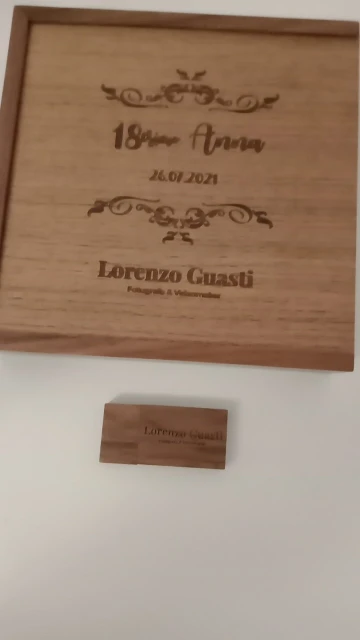 18esimo Anna
26.07.2021
Lorenzo Guasti
Fotografo & Videomaker
Lorenzo Guasti